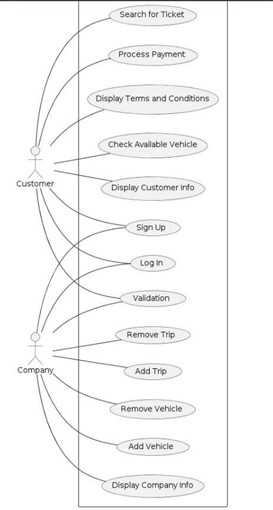 Search for Ticket
Process Payment
Display Terms and Conditions
Check Available Vehicle
Customer
Display Customer Info
Sign Up
Log In
Validation
Remove Trip
Company
Add Trip
Remove Vehicle
Add Vehicle
Display Company Info